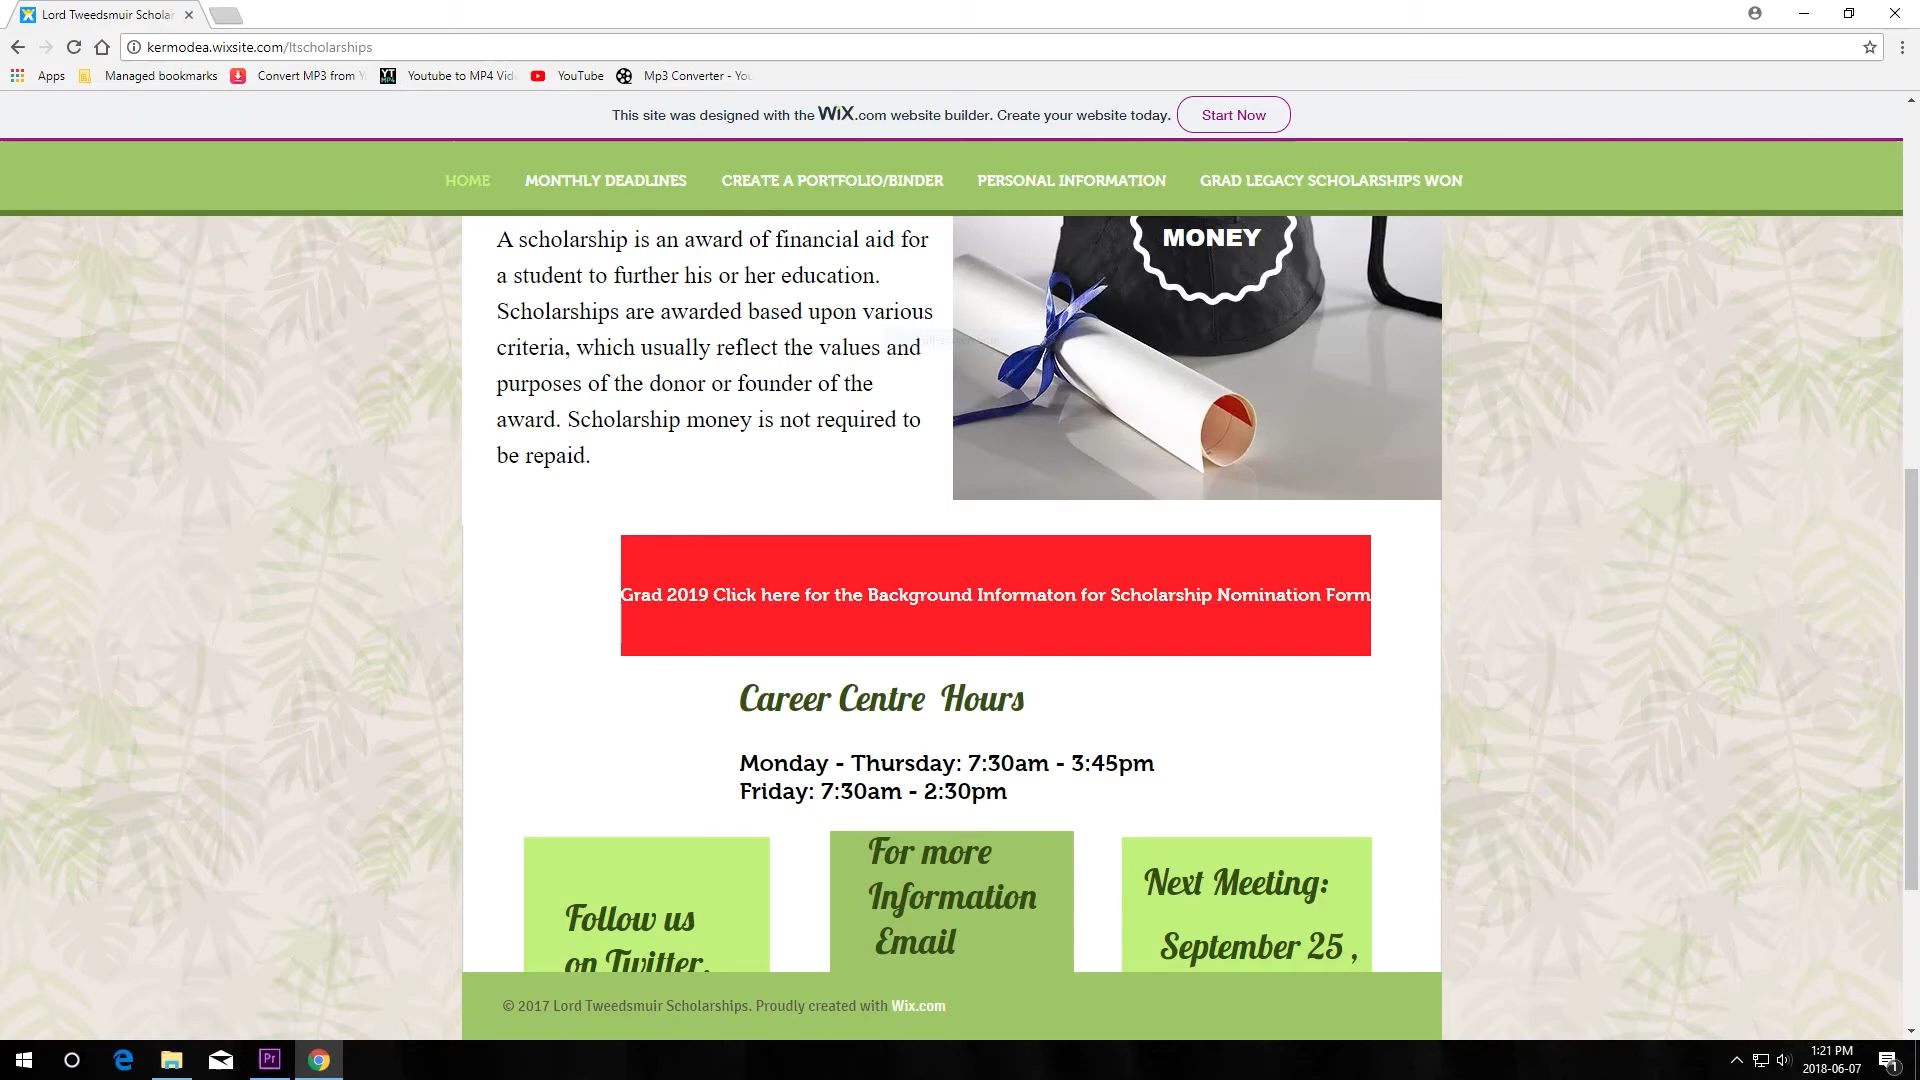 Lord Tweedsmuir Schola
kermodea.wixsite.com/ltscholarships
Apps
Managed bookmarks
Convert MP3 from Y
YT
MP4
Youtube to MP4 Vid
YouTube
Mp3 Converter - You
This site was designed with the WiX.com website builder. Create your website today.
Start Now
HOME
MONTHLY DEADLINES
CREATE A PORTFOLIO/BINDER
PERSONAL INFORMATION
GRAD LEGACY SCHOLARSHIPS WON
A scholarship is an award of financial aid for
a student to further his or her education.
Scholarships are awarded based upon various
criteria, which usually reflect the values and
purposes of the donor or founder of the
award. Scholarship money is not required to
be repaid.
MONEY
Grad 2019 Click here for the Background Informaton for Scholarship Nomination Form
Career Centre Hours
Monday - Thursday: 7:30am - 3:45pm
Friday: 7:30am - 2:30pm
Follow us
on Twitter.
For more
Information
Email
Next Meeting:
September 25 ,
© 2017 Lord Tweedsmuir Scholarships. Proudly created with Wix.com
Pr
1:21 PM
2018-06-07
1